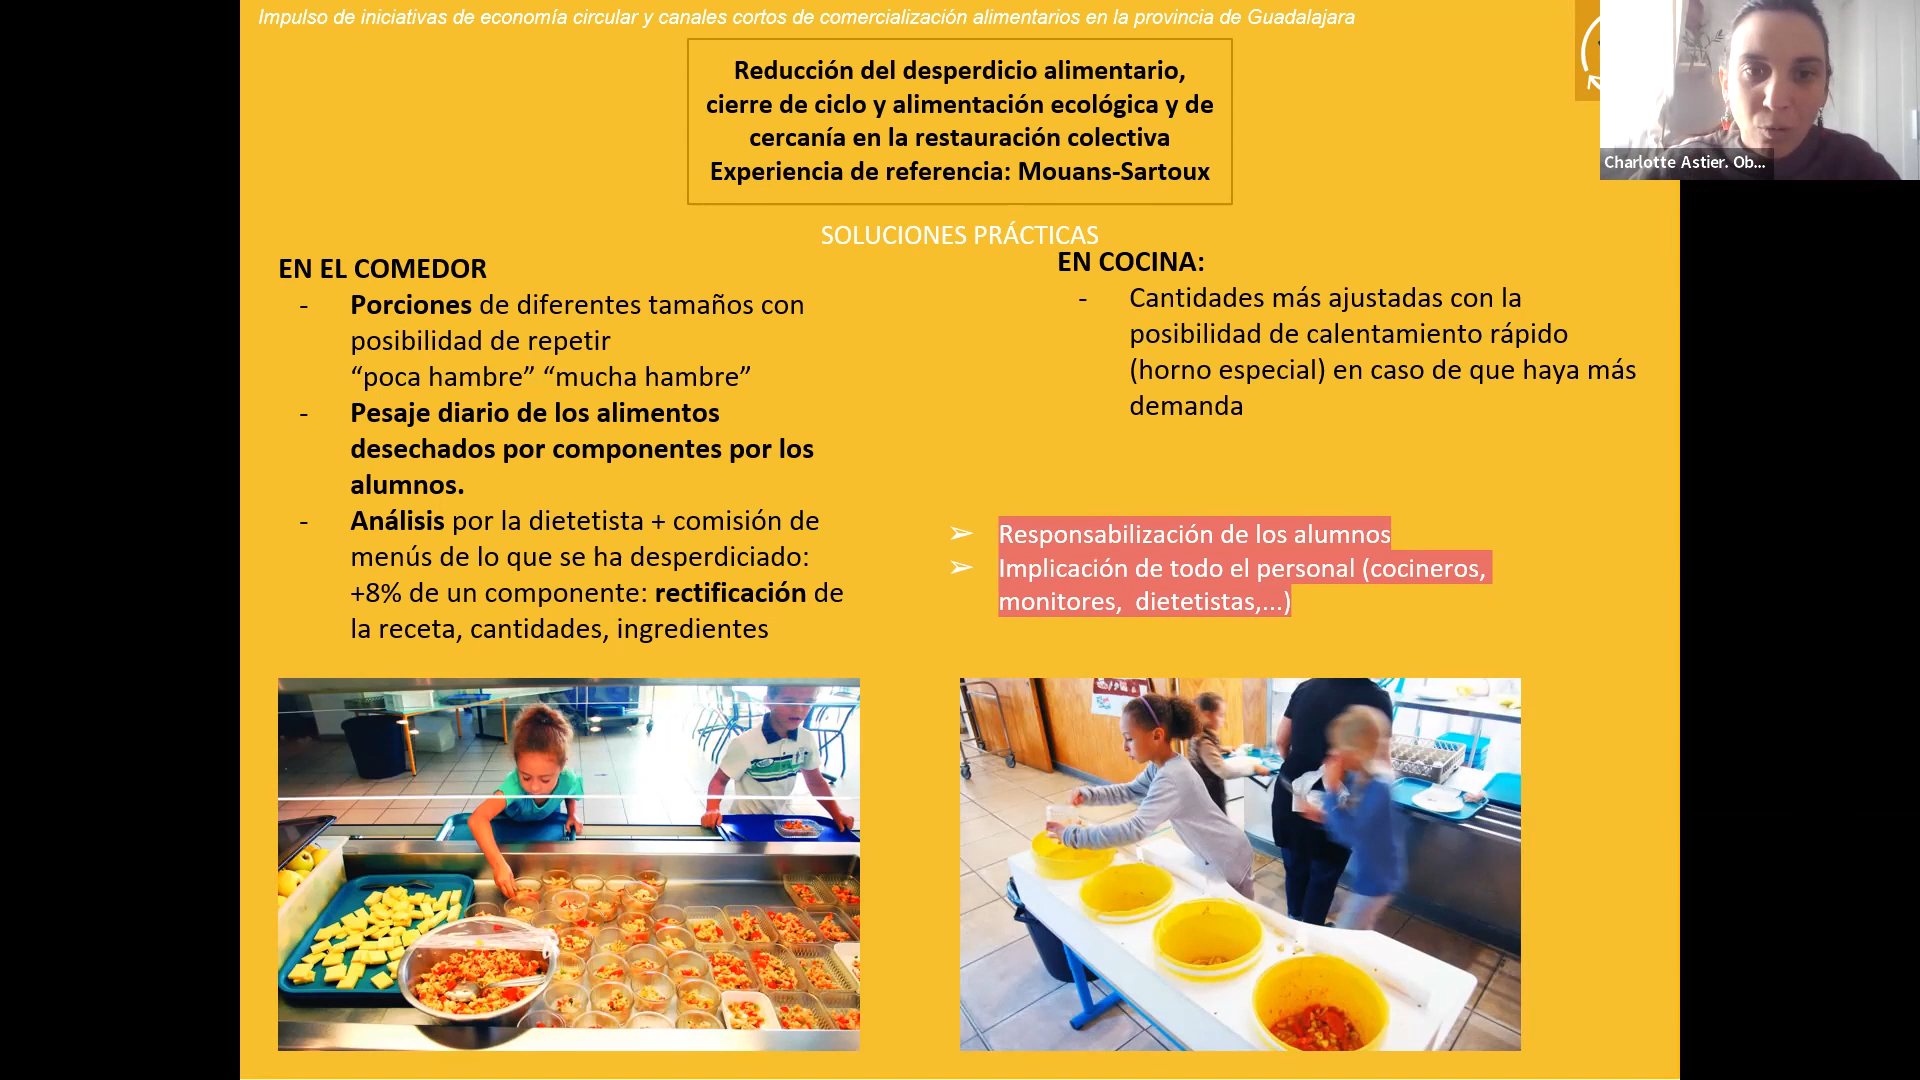 Impulso de iniciativas de economía circular y canales cortos de comercialización alimentarios en la provincia de Guadalajara
Reducción del desperdicio alimentario,
cierre de ciclo y alimentación ecológica y de
cercanía en la restauración colectiva
Experiencia de referencia: Mouans-Sartoux
Charlotte Astier. Ob...
SOLUCIONES PRÁCTICAS
EN EL COMEDOR
- Porciones de diferentes tamaños con
posibilidad de repetir
“poca hambre” “mucha hambre”
- Pesaje diario de los alimentos
desechados por componentes por los
alumnos.
- Análisis por la dietetista + comisión de
menús de lo que se ha desperdiciado:
+8% de un componente: rectificación de
la receta, cantidades, ingredientes
EN COCINA:
- Cantidades más ajustadas con la
posibilidad de calentamiento rápido
(horno especial) en caso de que haya más
demanda
➢ Responsabilización de los alumnos
➢ Implicación de todo el personal (cocineros,
monitores, dietetistas,...)